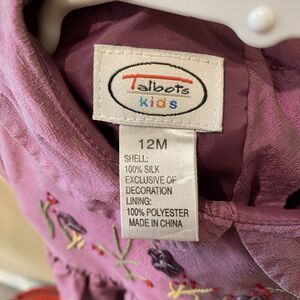 Talbots
kids
12M
SHELL:
100% SILK
EXCLUSIVE OF
DECORATION
LINING:
100% POLYESTER
MADE IN CHINA